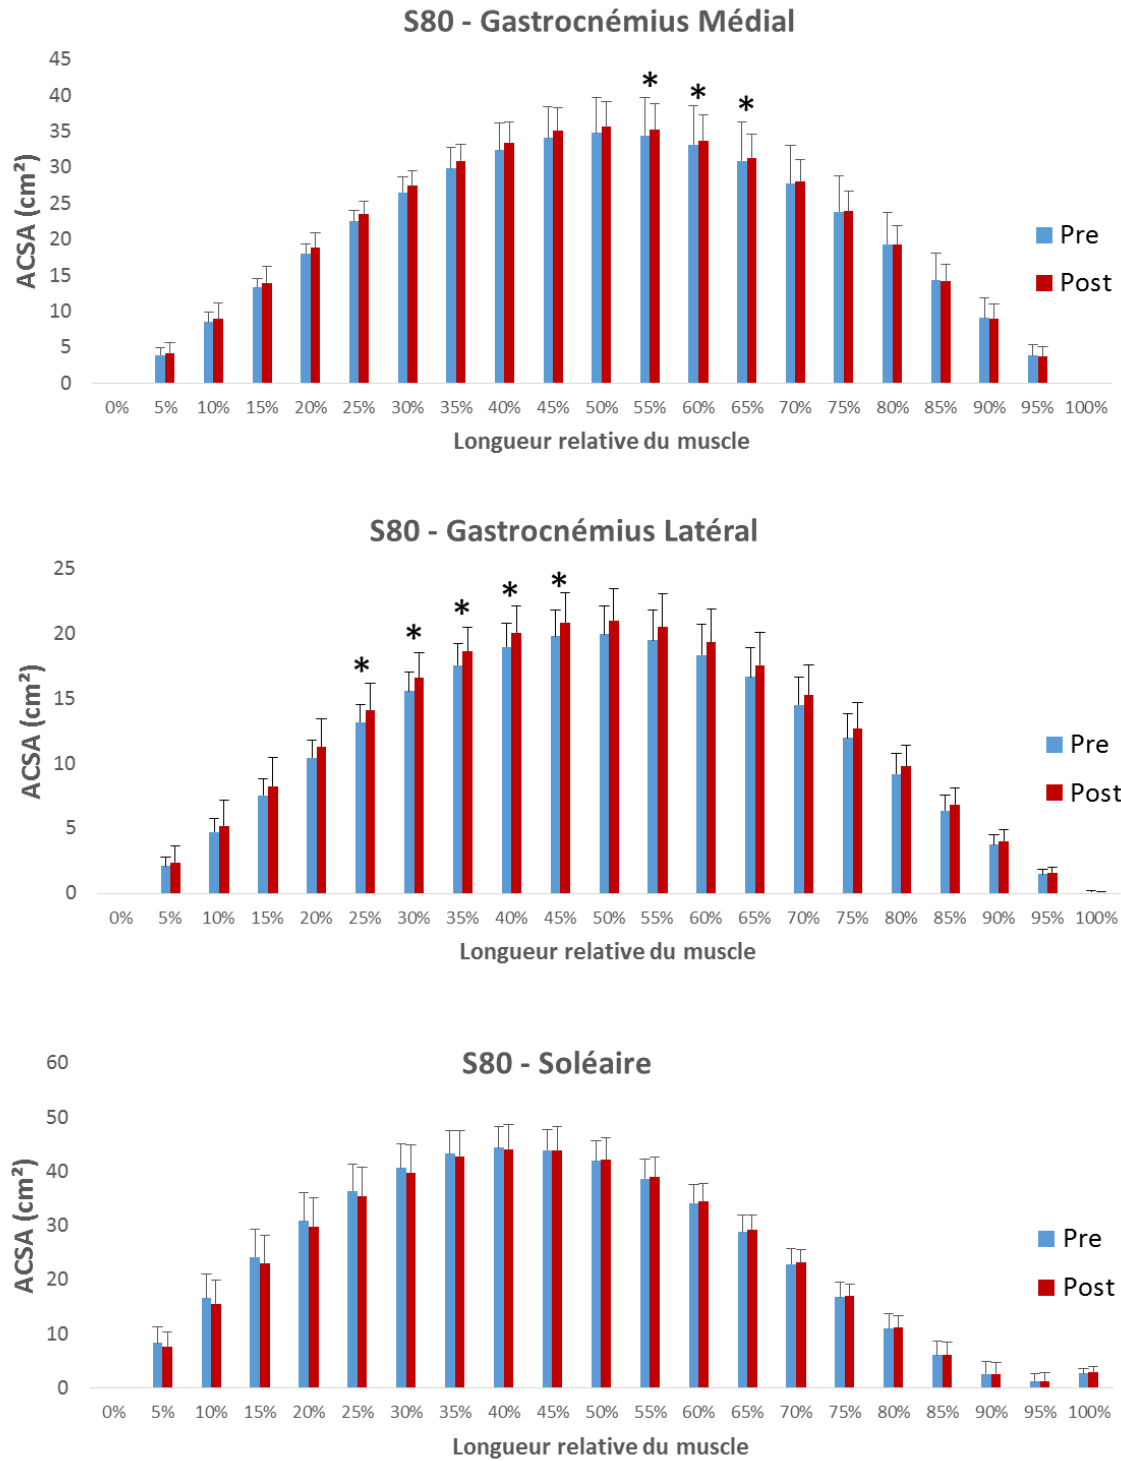 S80 - Gastrocnémius Médial
45
40
35
30
25
20
15
10
5
0
ACSA (cm²)
* * *
Pre
Post
0% 5% 10% 15% 20% 25% 30% 35% 40% 45% 50% 55% 60% 65% 70% 75% 80% 85% 90% 95% 100%
Longueur relative du muscle
S80 - Gastrocnémius Latéral
25
20
15
10
5
0
ACSA (cm²)
* * * * *
Pre
Post
0% 5% 10% 15% 20% 25% 30% 35% 40% 45% 50% 55% 60% 65% 70% 75% 80% 85% 90% 95% 100%
Longueur relative du muscle
S80 - Soléaire
60
50
40
30
20
10
0
ACSA (cm²)
Pre
Post
0% 5% 10% 15% 20% 25% 30% 35% 40% 45% 50% 55% 60% 65% 70% 75% 80% 85% 90% 95% 100%
Longueur relative du muscle